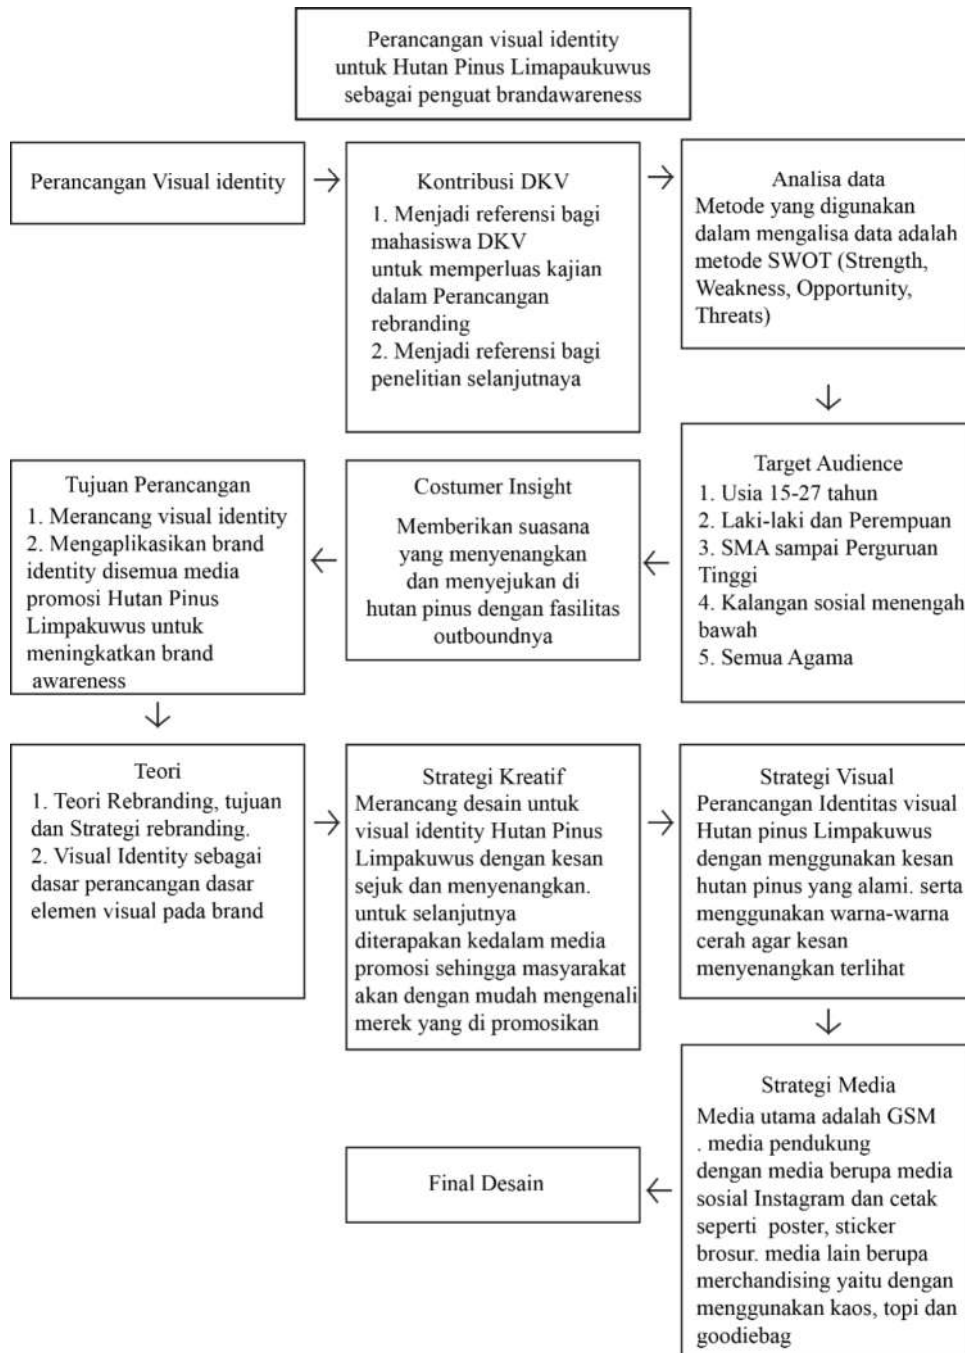 Perancangan visual identity
untuk Hutan Pinus Limapaukuwus
sebagai penguat brandawareness
Perancangan Visual identity
Kontribusi DKV
1. Menjadi referensi bagi
mahasiswa DKV
untuk memperluas kajian
dalam Perancangan
rebranding
2. Menjadi referensi bagi
penelitian selanjutnaya
Analisa data
Metode yang digunakan
dalam mengalisa data adalah
metode SWOT (Strength,
Weakness, Opportunity,
Threats)
Target Audience
1. Usia 15-27 tahun
2. Laki-laki dan Perempuan
3. SMA sampai Perguruan
Tinggi
4. Kalangan sosial menengah
bawah
5. Semua Agama
Costumer Insight
Memberikan suasana
yang menyenangkan
dan menyejukan di
hutan pinus dengan fasilitas
outboundnya
Tujuan Perancangan
1. Merancang visual identity
2. Mengaplikasikan brand
identity disemua media
promosi Hutan Pinus
Limpakuwus untuk
meningkatkan brand
awareness
Teori
1. Teori Rebranding, tujuan
dan Strategi rebranding.
2. Visual Identity sebagai
dasar perancangan dasar
elemen visual pada brand
Strategi Kreatif
Merancang desain untuk
visual identity Hutan Pinus
Limpakuwus dengan kesan
sejuk dan menyenangkan.
untuk selanjutnya
diterapakan kedalam media
promosi sehingga masyarakat
akan dengan mudah mengenali
merek yang di promosikan
Strategi Visual
Perancangan Identitas visual
Hutan pinus Limpakuwus
dengan menggunakan kesan
hutan pinus yang alami. serta
menggunakan warna-warna
cerah agar kesan
menyenangkan terlihat
Strategi Media
Media utama adalah GSM
. media pendukung
dengan media berupa media
sosial Instagram dan cetak
seperti poster, sticker
brosur. media lain berupa
merchandising yaitu dengan
menggunakan kaos, topi dan
goodiebag
Final Desain